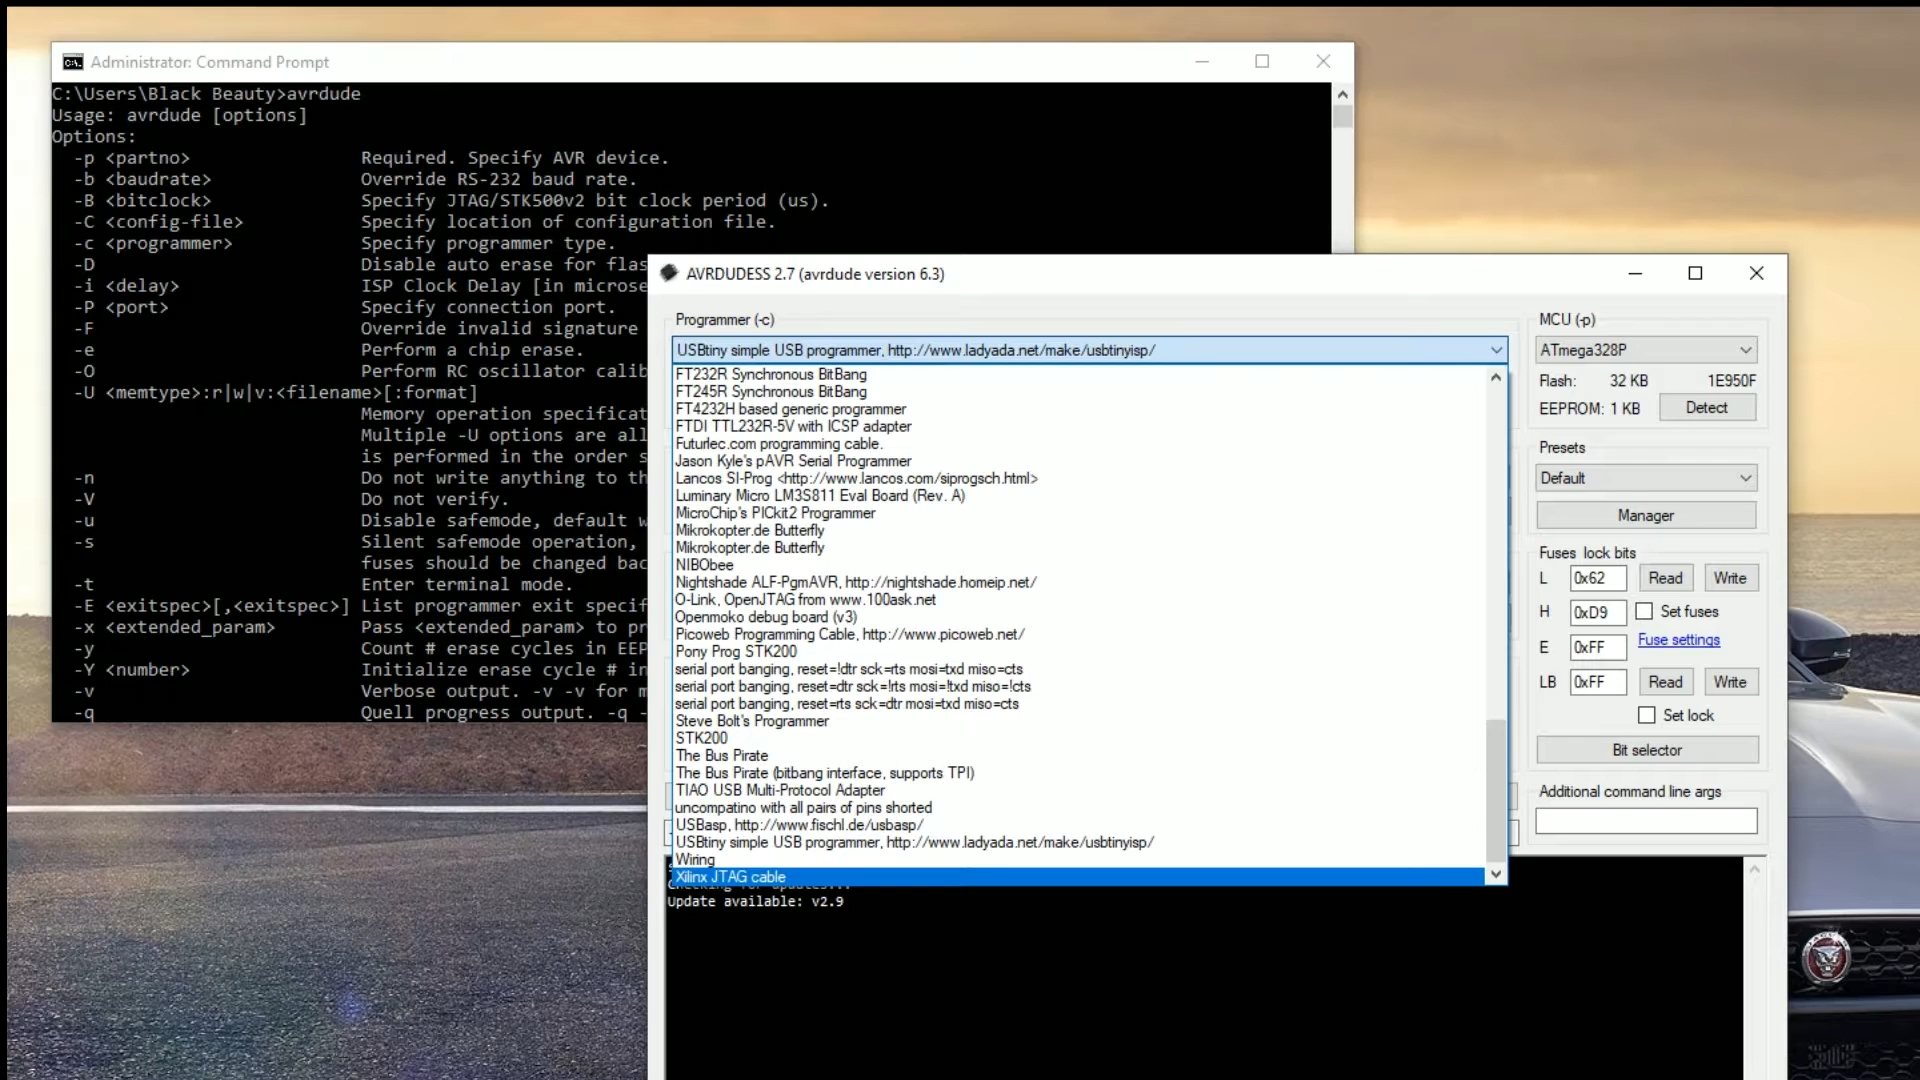 Administrator: Command Prompt
C:\Users\Black Beauty>avrdude
Usage: avrdude [options]
Options:
-p <partno> Required. Specify AVR device.
-b <baudrate> Override RS-232 baud rate.
-B <bitclock> Specify JTAG/STK500v2 bit clock period (us).
-C <config-file> Specify location of configuration file.
-c <programmer> Specify programmer type.
-D Disable auto erase for flas
-i <delay> ISP Clock Delay [in microse
-P <port> Specify connection port.
-F Override invalid signature
-e Perform a chip erase.
-O Perform RC oscillator calib
-U <memtype>:r|w|v:<filename>[:format]
Memory operation specificat
Multiple -U options are all
is performed in the order s
-n Do not write anything to th
-V Do not verify.
-u Disable safemode, default w
-s Silent safemode operation,
fuses should be changed bac
-t Enter terminal mode.
-E <exitspec>[,<exitspec>] List programmer exit specif
-x <extended_param> Pass <extended_param> to pr
-y Count # erase cycles in EEP
-Y <number> Initialize erase cycle # in
-v Verbose output. -v -v for m
-q Quell progress output. -q -
AVRDUDESS 2.7 (avrdude version 6.3)
Programmer (-c)
USBtiny simple USB programmer, http://www.ladyada.net/make/usbtinyisp/
FT232R Synchronous BitBang
FT245R Synchronous BitBang
FT4232H based generic programmer
FTDI TTL232R-5V with ICSP adapter
Futurlec.com programming cable.
Jason Kyle's pAVR Serial Programmer
Lancos SI-Prog <http://www.lancos.com/siprogsch.html>
Luminary Micro LM3S811 Eval Board (Rev. A)
MicroChip's PICkit2 Programmer
Mikrokopter.de Butterfly
Mikrokopter.de Butterfly
NIBObee
Nightshade ALF-PgmAVR, http://nightshade.homeip.net/
O-Link, OpenJTAG from www.100ask.net
Openmoko debug board (v3)
Picoweb Programming Cable, http://www.picoweb.net/
Pony Prog STK200
serial port banging, reset=!dtr sck=rts mosi=txd miso=cts
serial port banging, reset=dtr sck=!rts mosi=!txd miso=!cts
serial port banging, reset=rts sck=dtr mosi=txd miso=cts
Steve Bolt's Programmer
STK200
The Bus Pirate
The Bus Pirate (bitbang interface, supports TPI)
TIAO USB Multi-Protocol Adapter
uncompatino with all pairs of pins shorted
USBasp, http://www.fischl.de/usbasp/
USBtiny simple USB programmer, http://www.ladyada.net/make/usbtinyisp/
Wiring
Xilinx JTAG cable
Update available: v2.9
MCU (-p)
ATmega328P
Flash: 32 KB 1E950F
EEPROM: 1 KB Detect
Presets
Default
Manager
Fuses lock bits
L 0x62 Read Write
H 0xD9 Set fuses
E 0xFF Fuse settings
LB 0xFF Read Write
Set lock
Bit selector
Additional command line args